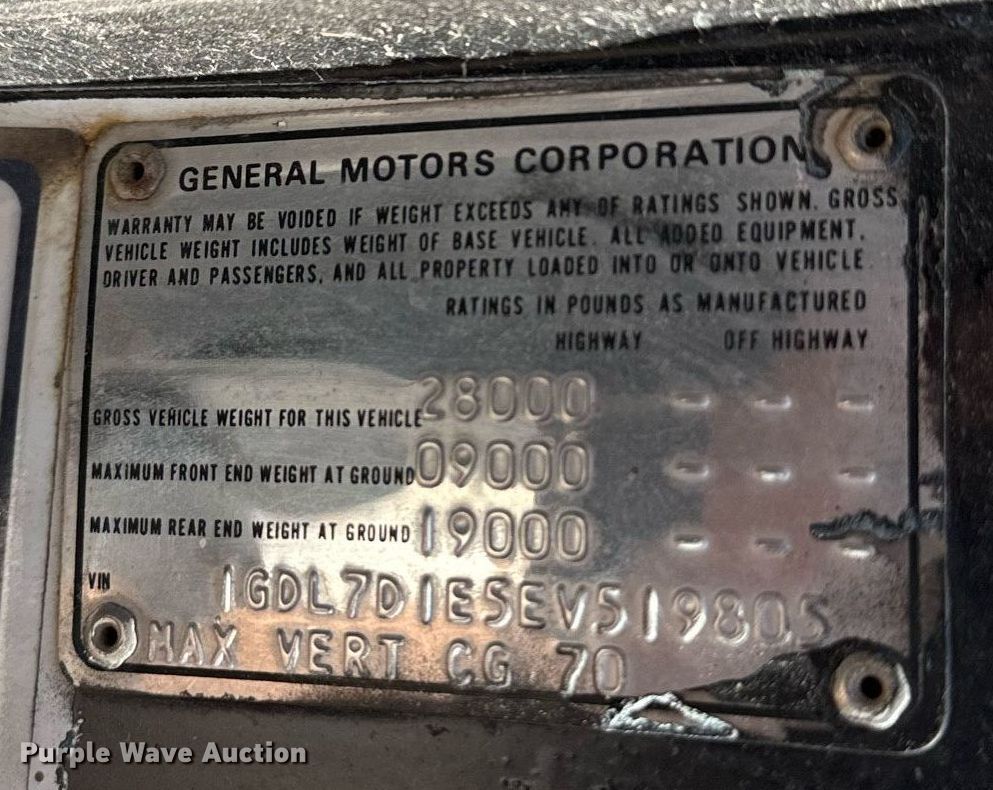 GENERAL MOTORS CORPORATION
WARRANTY MAY BE VOIDED IF WEIGHT EXCEEDS ANY OF RATINGS SHOWN. GROSS
VEHICLE WEIGHT INCLUDES WEIGHT OF BASE VEHICLE. ALL ADDED EQUIPMENT,
DRIVER AND PASSENGERS, AND ALL PROPERTY LOADED INTO OR ONTO VEHICLE.
RATINGS IN POUNDS AS MANUFACTURED
HIGHWAY OFF HIGHWAY
GROSS VEHICLE WEIGHT FOR THIS VEHICLE 28000 - - -
MAXIMUM FRONT END WEIGHT AT GROUND 09000 - - -
MAXIMUM REAR END WEIGHT AT GROUND 19000 - - -
VIN 1GDL7D1E5EV519805
MAX VERT CG 70
Purple Wave Auction